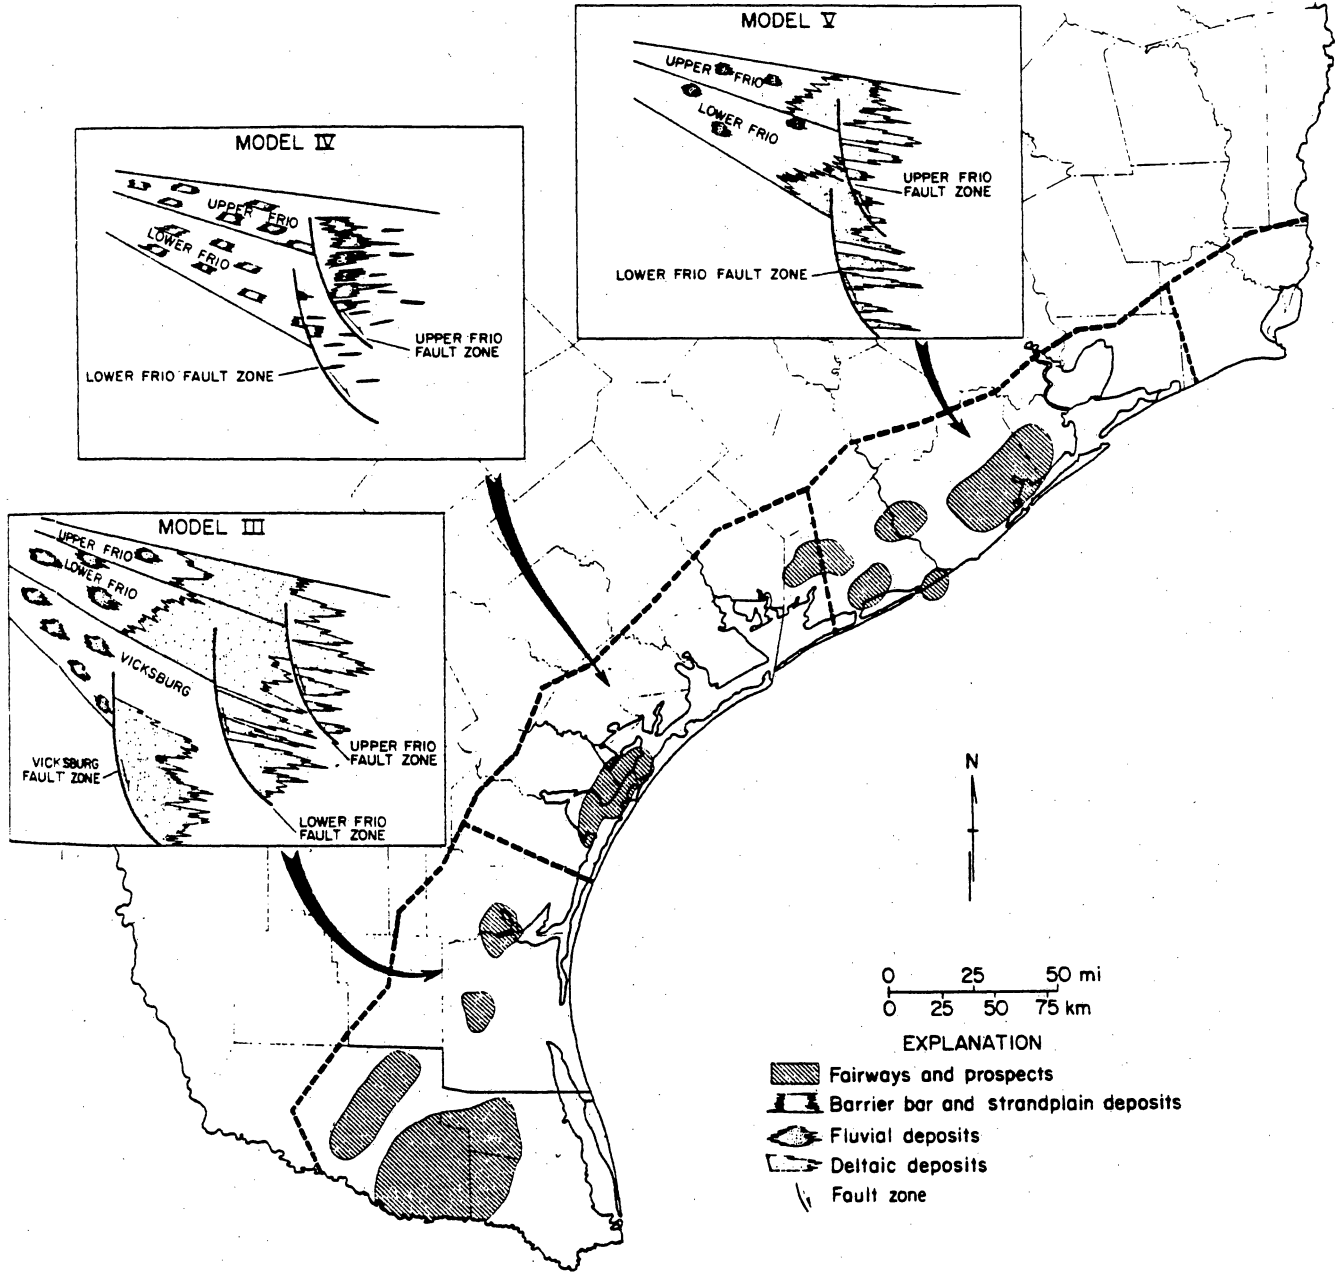 MODEL V
UPPER FRIO
LOWER FRIO
UPPER FRIO
FAULT ZONE
LOWER FRIO FAULT ZONE
MODEL IV
UPPER FRIO
LOWER FRIO
UPPER FRIO
FAULT ZONE
LOWER FRIO FAULT ZONE
MODEL III
UPPER FRIO
LOWER FRIO
VICKSBURG
VICKSBURG
FAULT ZONE
UPPER FRIO
FAULT ZONE
LOWER FRIO
FAULT ZONE
N
0 25 50 mi
0 25 50 75 km
EXPLANATION
Fairways and prospects
Barrier bar and strandplain deposits
Fluvial deposits
Deltaic deposits
Fault zone